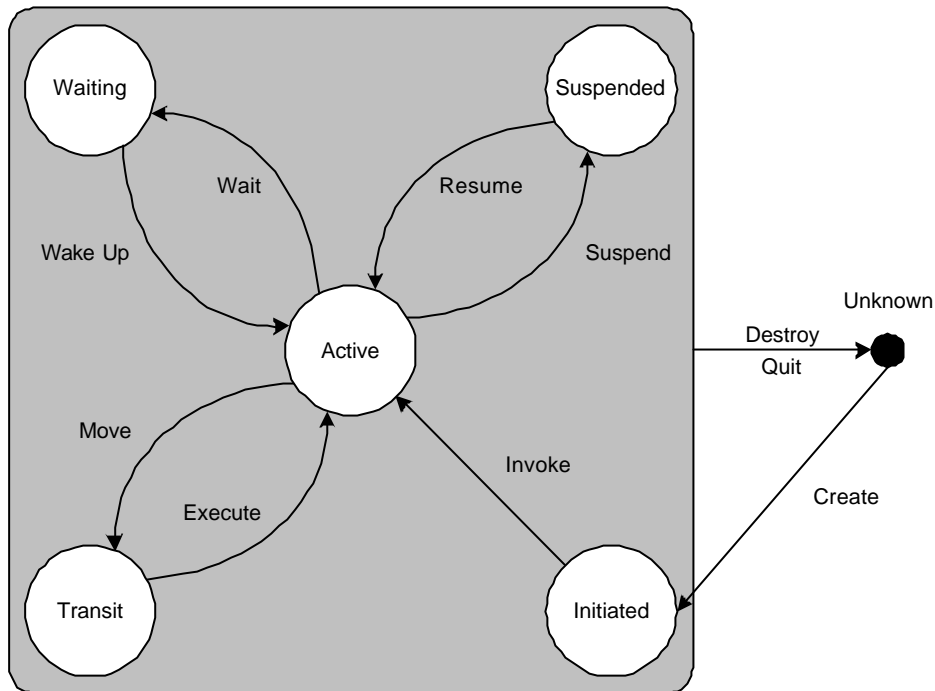 Waiting
Suspended
Wait
Resume
Wake Up
Suspend
Unknown
Active
Destroy
Quit
Move
Invoke
Create
Execute
Transit
Initiated